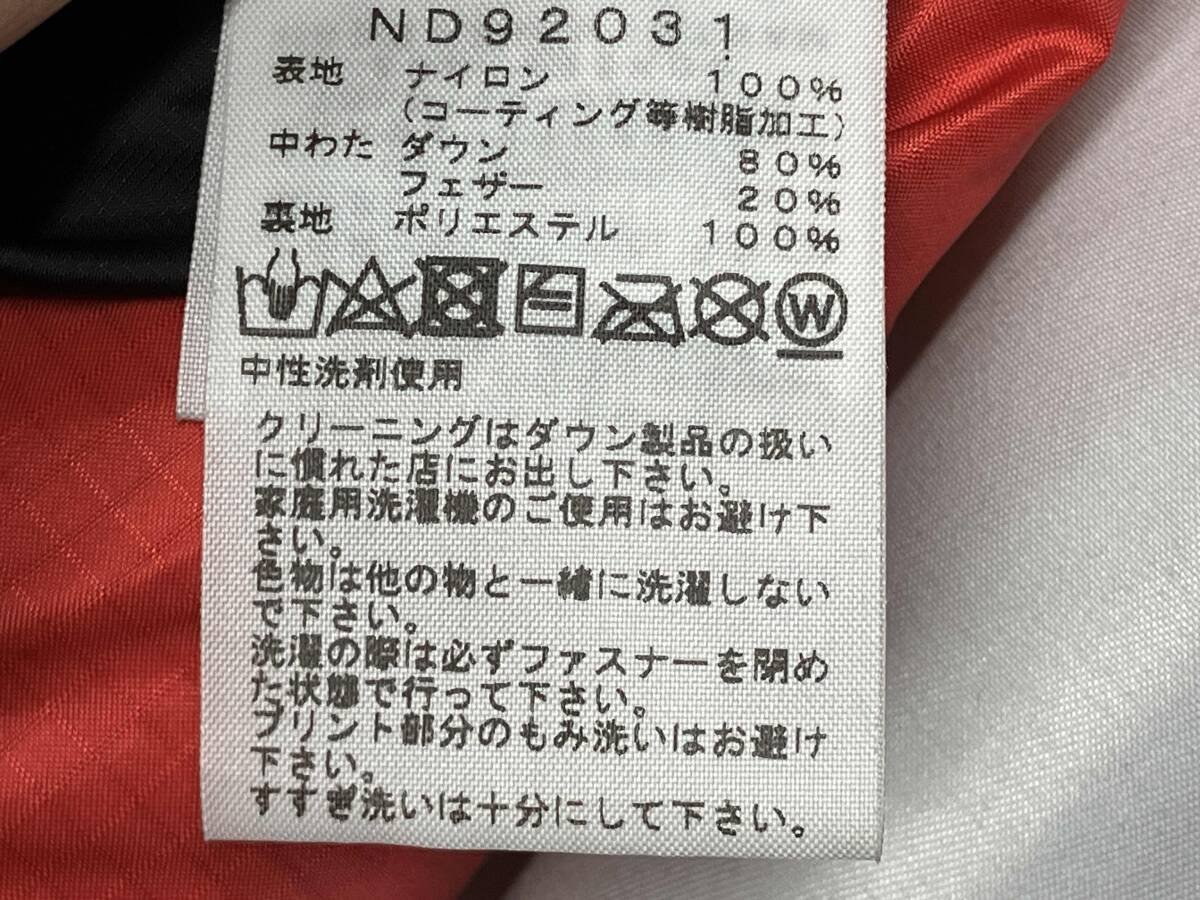 ND92031
表地 ナイロン 100%
(コーティング等樹脂加工)
中わた ダウン 80%
フェザー 20%
裏地 ポリエステル 100%
W
中性洗剤使用
クリーニングはダウン製品の扱い
に慣れた店にお出し下さい。
家庭用洗濯機のご使用はお避け下
さい。
色物は他の物と一緒に洗濯しない
で下さい。
洗濯の際は必ずファスナーを閉め
た状態で行って下さい。
プリント部分のもみ洗いはお避け
下さい。
すすぎ洗いは十分にして下さい。